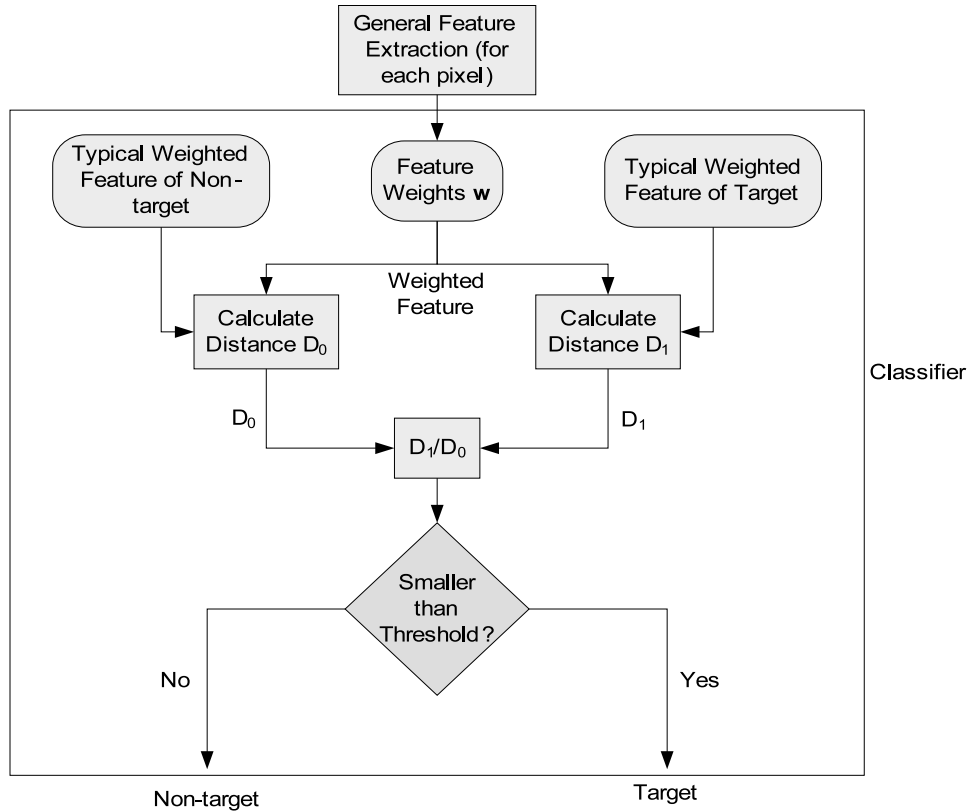 General Feature
Extraction (for
each pixel)
Typical Weighted
Feature of Non-
target
Feature
Weights w
Typical Weighted
Feature of Target
Weighted
Feature
Calculate
Distance D₀
Calculate
Distance D₁
Classifier
D₀
D₁/D₀
D₁
Smaller
than
Threshold?
No
Yes
Non-target
Target